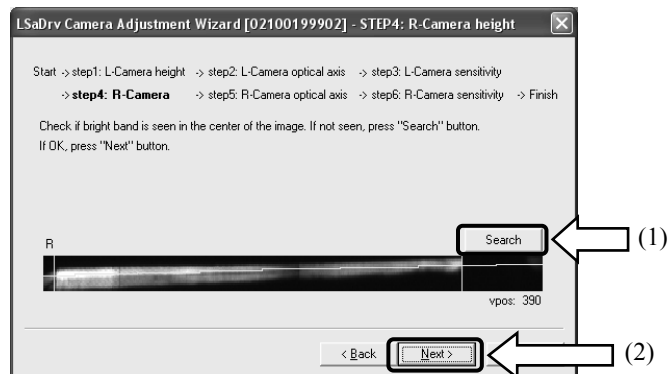 LSaDrv Camera Adjustment Wizard [02100199902] - STEP4: R-Camera height
Start -> step1: L-Camera height -> step2: L-Camera optical axis -> step3: L-Camera sensitivity
-> step4: R-Camera -> step5: R-Camera optical axis -> step6: R-Camera sensitivity -> Finish
Check if bright band is seen in the center of the image. If not seen, press "Search" button.
If OK, press "Next" button.
Search (1)
R
vpos: 390
< Back Next > (2)